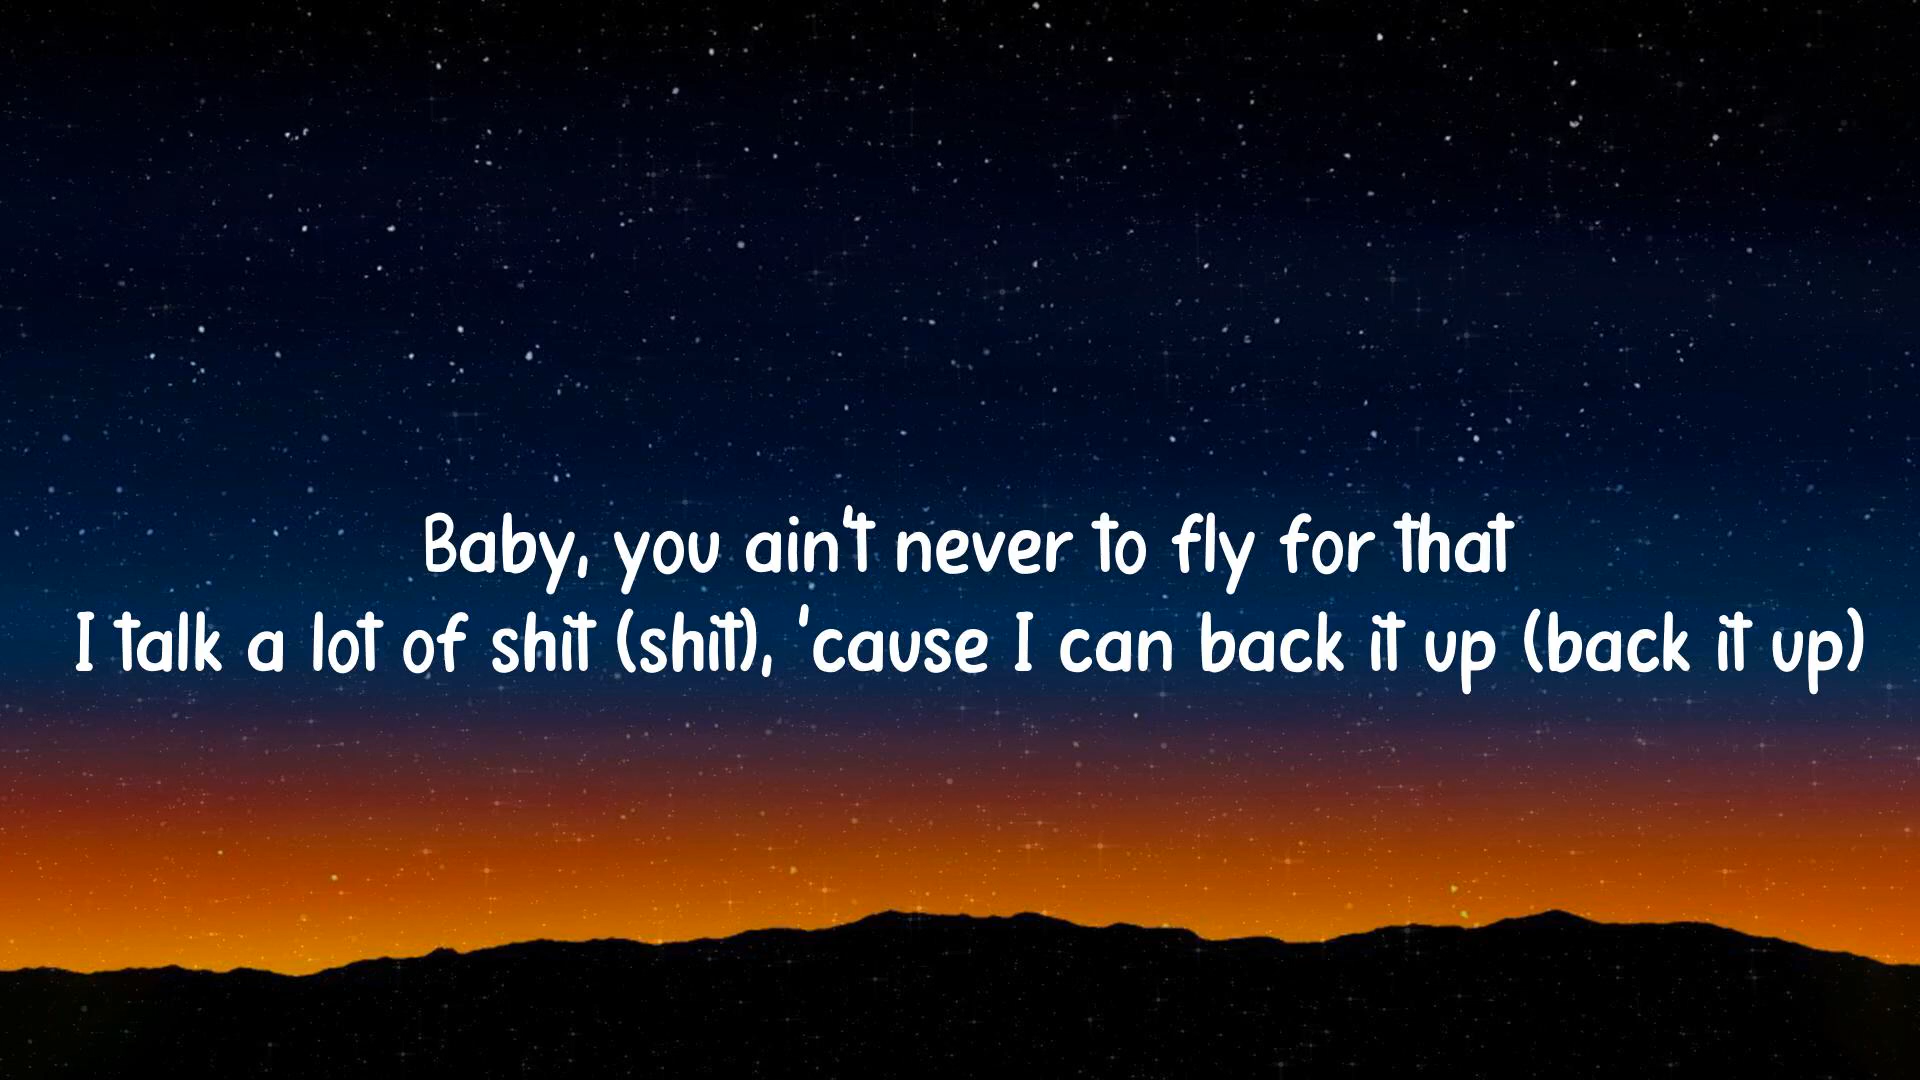 Baby, you ain't never to fly for that
I talk a lot of shit (shit), 'cause I can back it up (back it up)